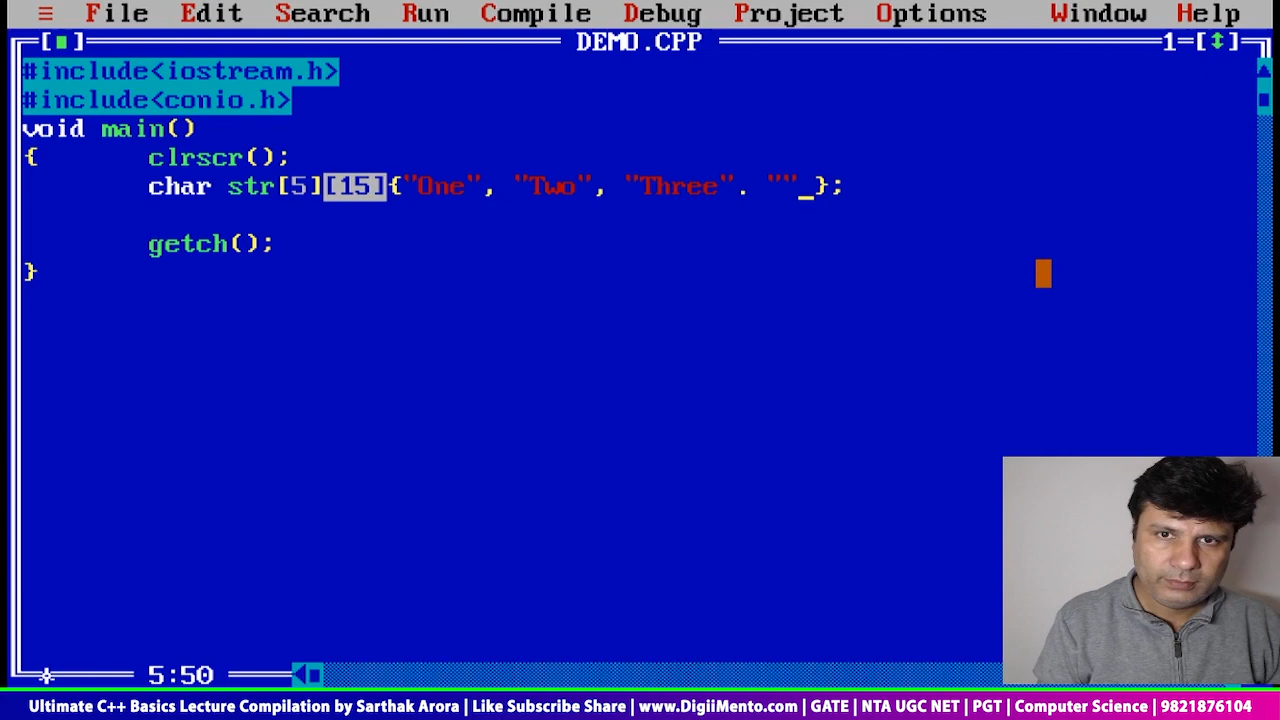 ≡ File Edit Search Run Compile Debug Project Options Window Help
[■] DEMO.CPP 1=[↕]
#include<iostream.h>
#include<conio.h>
void main()
{ clrscr();
char str[5][15]{"One", "Two", "Three". ""_};
getch();
}
5:50
Ultimate C++ Basics Lecture Compilation by Sarthak Arora | Like Subscribe Share | www.DigiiMento.com | GATE | NTA UGC NET | PGT | Computer Science | 9821876104